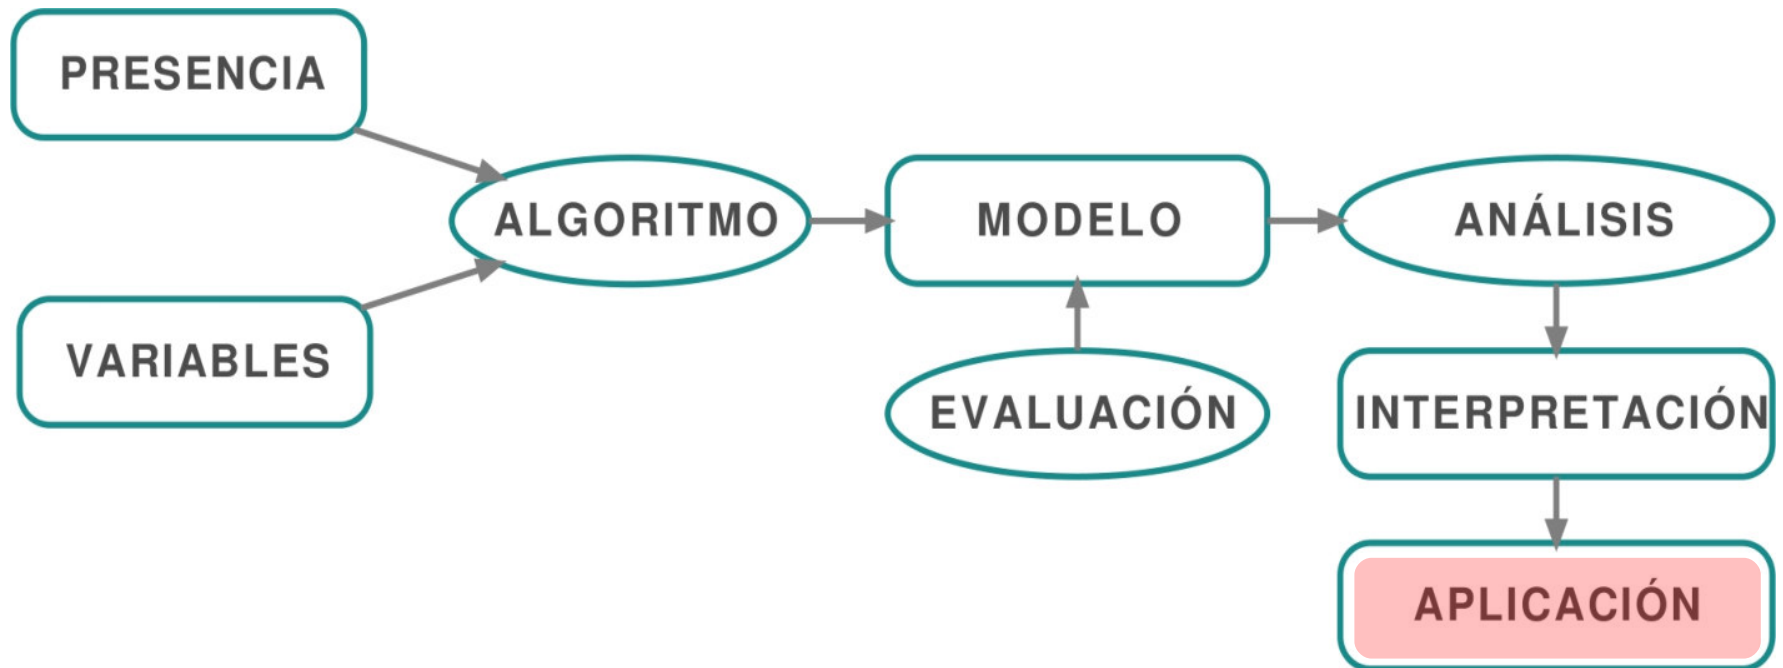 PRESENCIA
VARIABLES
ALGORITMO
MODELO
EVALUACIÓN
ANÁLISIS
INTERPRETACIÓN
APLICACIÓN